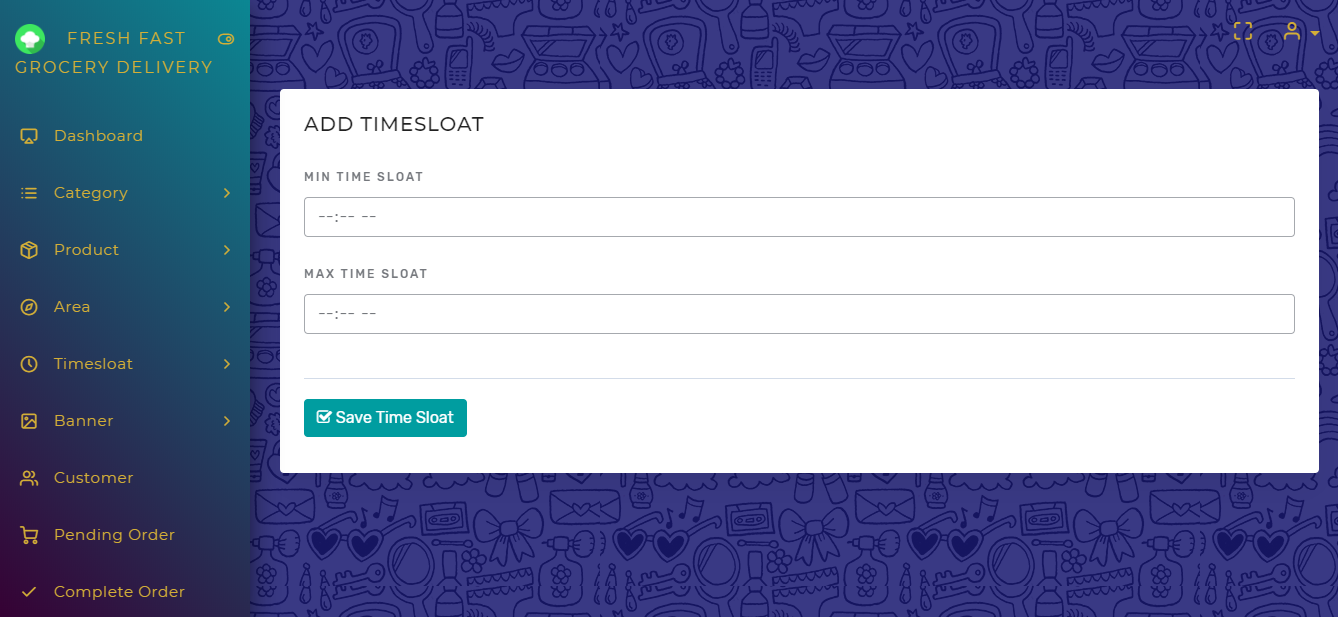 FRESH FAST
GROCERY DELIVERY
Dashboard
Category
Product
Area
Timesloat
Banner
Customer
Pending Order
Complete Order
ADD TIMESLOAT
MIN TIME SLOAT
--:-- --
MAX TIME SLOAT
--:-- --
Save Time Sloat